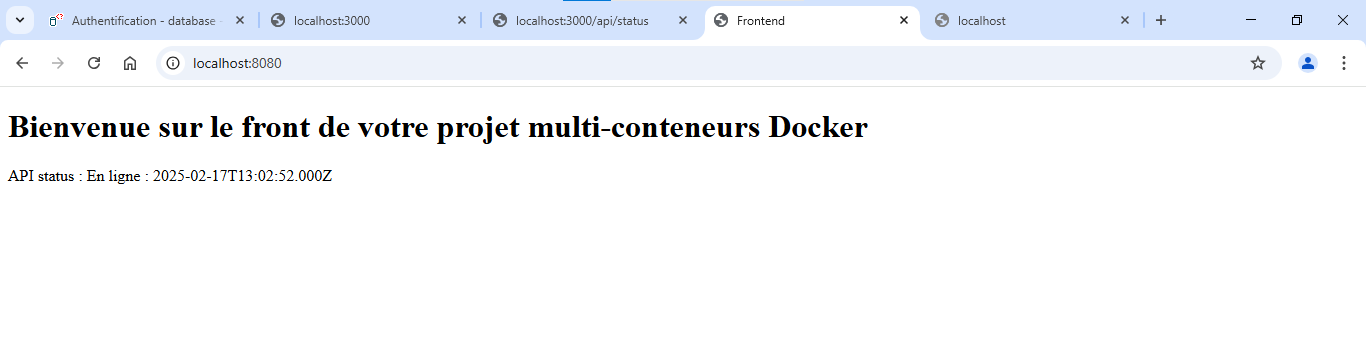 Authentification - database
localhost:3000
localhost:3000/api/status
Frontend
localhost
localhost:8080
Bienvenue sur le front de votre projet multi-conteneurs Docker
API status : En ligne : 2025-02-17T13:02:52.000Z